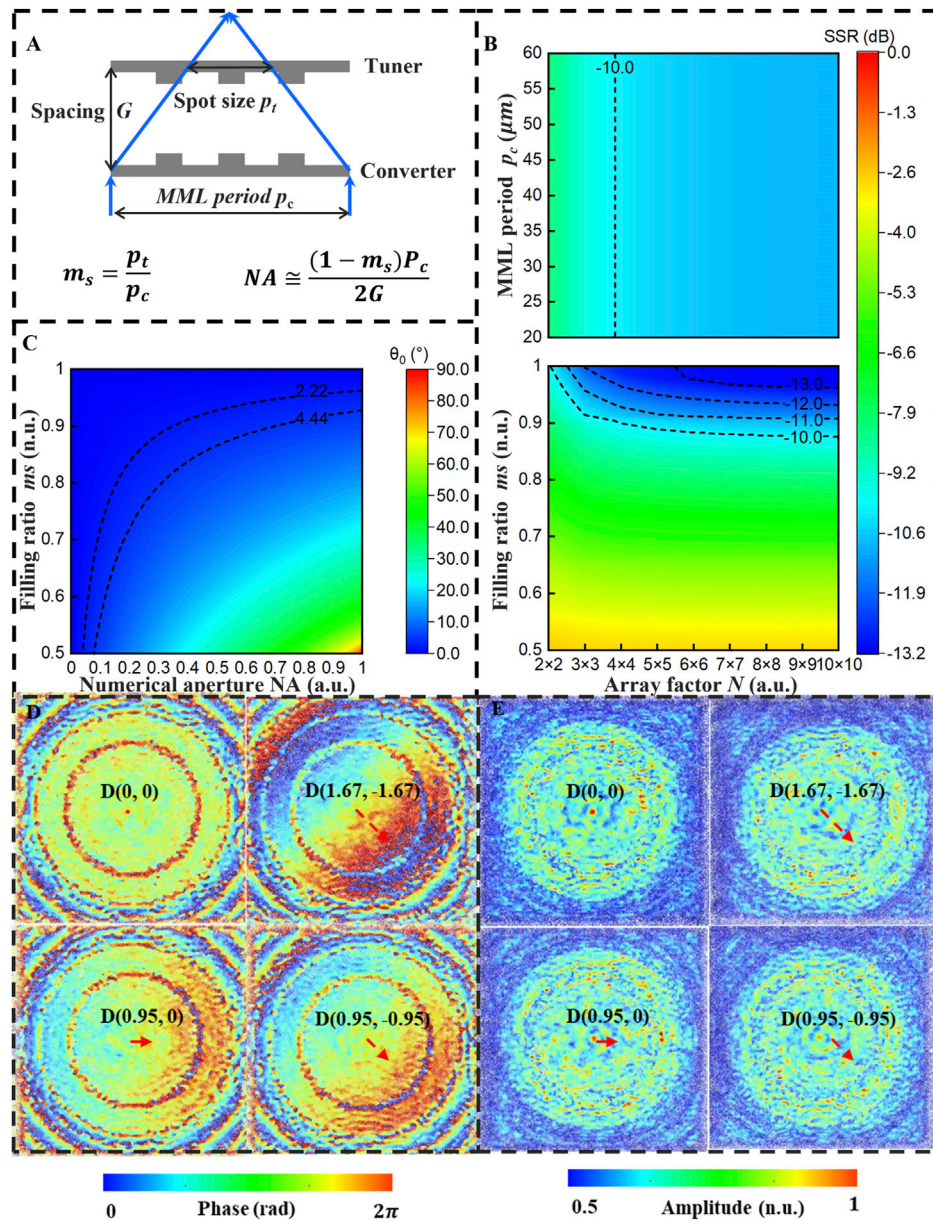 A
Tuner
Spacing G
Spot size pt
Converter
MML period pc
ms = pt / pc
NA ≅ (1 − ms)Pc / 2G
B
SSR (dB)
MML period pc (μm)
60
55
50
45
40
35
30
25
20
-10.0
0.0
-1.3
-2.6
-4.0
-5.3
-6.6
-7.9
-9.2
-10.6
-11.9
-13.2
Filling ratio ms (n.u.)
1
0.9
0.8
0.7
0.6
0.5
-13.0
-12.0
-11.0
-10.0
2×2 3×3 4×4 5×5 6×6 7×7 8×8 9×9 10×10
Array factor N (a.u.)
C
θ0 (°)
Filling ratio ms (n.u.)
1
0.9
0.8
0.7
0.6
0.5
2.22
4.44
90.0
80.0
70.0
60.0
50.0
40.0
30.0
20.0
10.0
0.0
0 0.1 0.2 0.3 0.4 0.5 0.6 0.7 0.8 0.9 1
Numerical aperture NA (a.u.)
D
D(0, 0)
D(1.67, -1.67)
D(0.95, 0)
D(0.95, -0.95)
0
Phase (rad)
2π
E
D(0, 0)
D(1.67, -1.67)
D(0.95, 0)
D(0.95, -0.95)
0.5
Amplitude (n.u.)
1